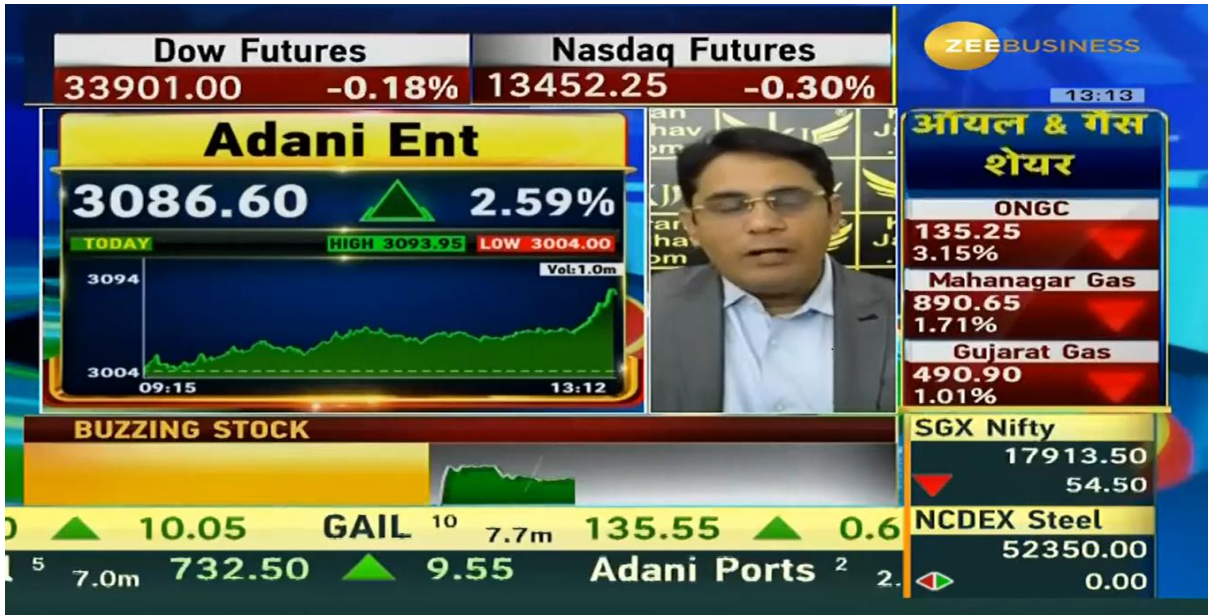 Dow Futures
33901.00 -0.18%
Nasdaq Futures
13452.25 -0.30%
ZEEBUSINESS
13:13
Adani Ent
3086.60 2.59%
TODAY HIGH 3093.95 LOW 3004.00
Vol:1.0m
3094
3004
09:15 13:12
ऑयल & गैस
शेयर
ONGC
135.25
3.15%
Mahanagar Gas
890.65
1.71%
Gujarat Gas
490.90
1.01%
BUZZING STOCK
SGX Nifty
17913.50
54.50
NCDEX Steel
52350.00
0.00
10.05 GAIL 10 7.7m 135.55 0.6
5 7.0m 732.50 9.55 Adani Ports 2 2.